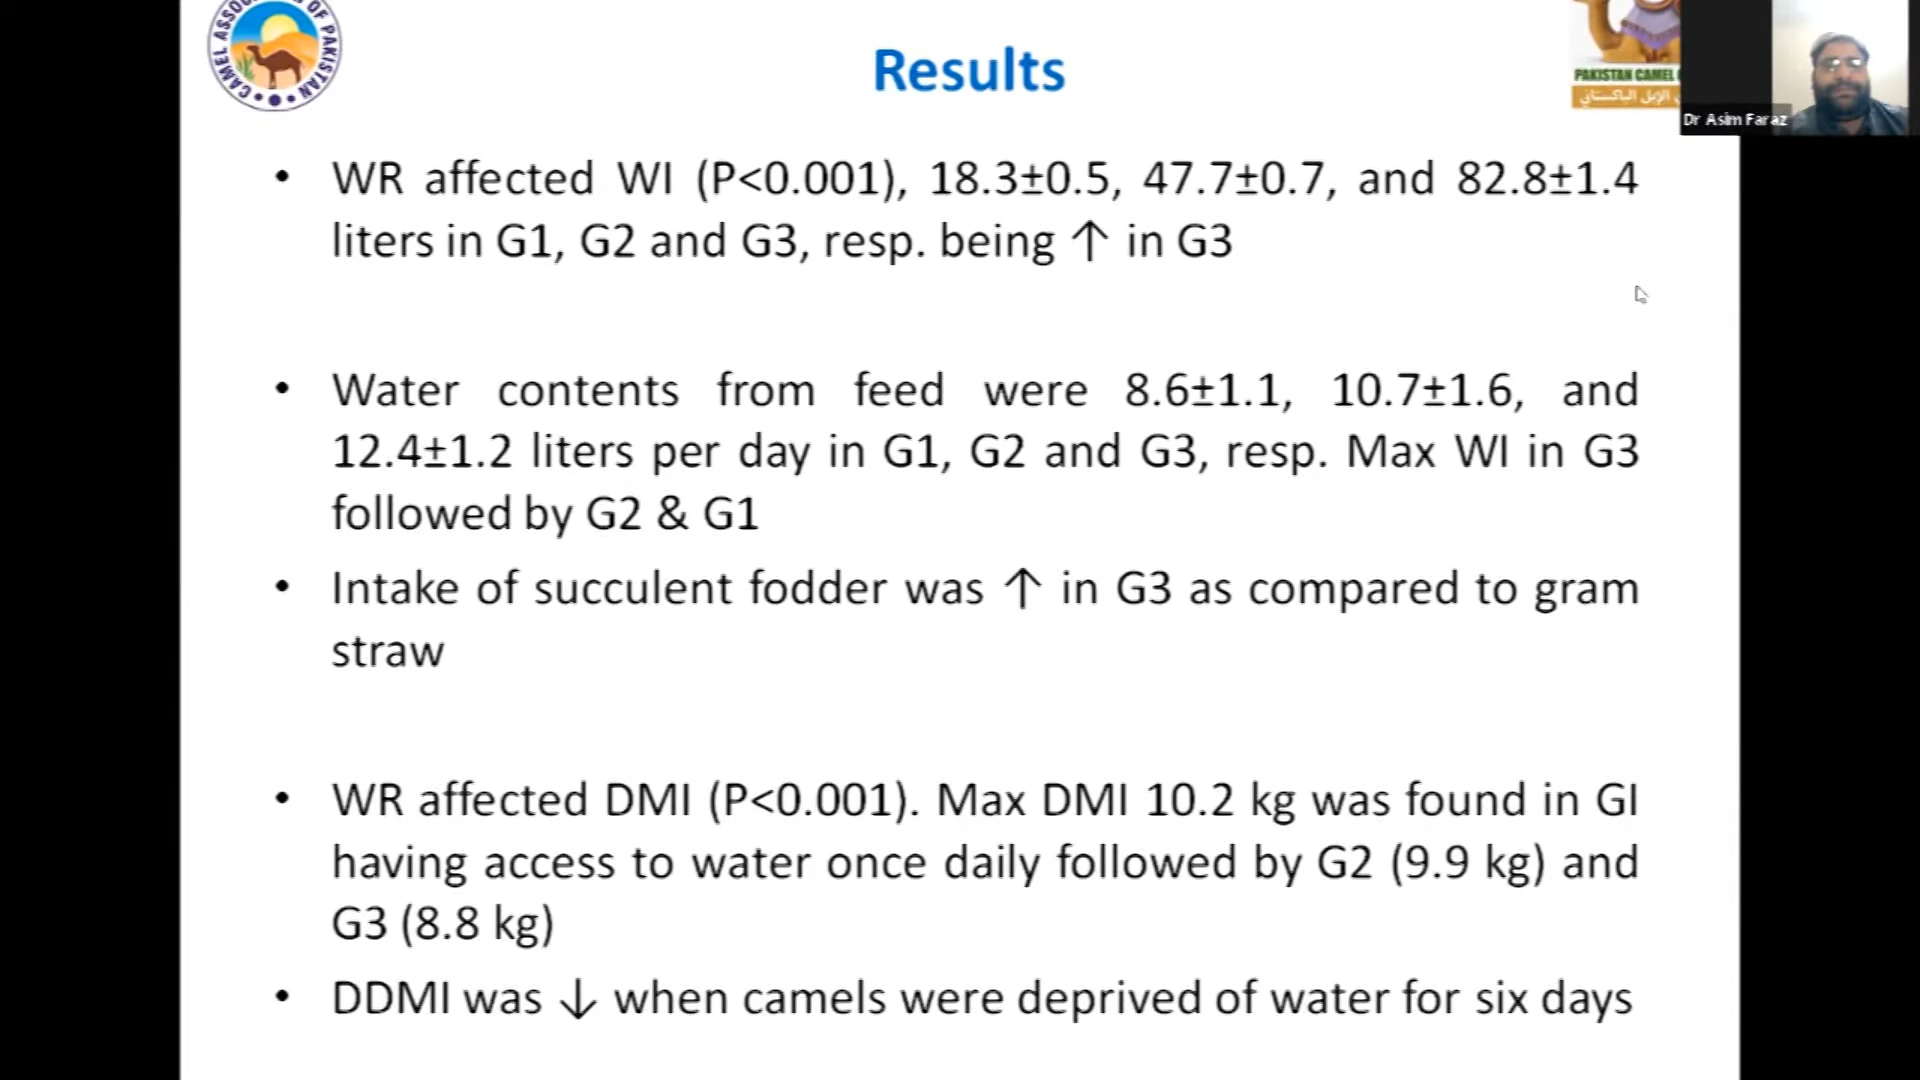 CAMEL ASSO OF PAKISTAN
Results
PAKISTAN CAMEL
الإبل الباكستاني
Dr Asim Faraz
• WR affected WI (P<0.001), 18.3±0.5, 47.7±0.7, and 82.8±1.4
liters in G1, G2 and G3, resp. being ↑ in G3
• Water contents from feed were 8.6±1.1, 10.7±1.6, and
12.4±1.2 liters per day in G1, G2 and G3, resp. Max WI in G3
followed by G2 & G1
• Intake of succulent fodder was ↑ in G3 as compared to gram
straw
• WR affected DMI (P<0.001). Max DMI 10.2 kg was found in GI
having access to water once daily followed by G2 (9.9 kg) and
G3 (8.8 kg)
• DDMI was ↓ when camels were deprived of water for six days